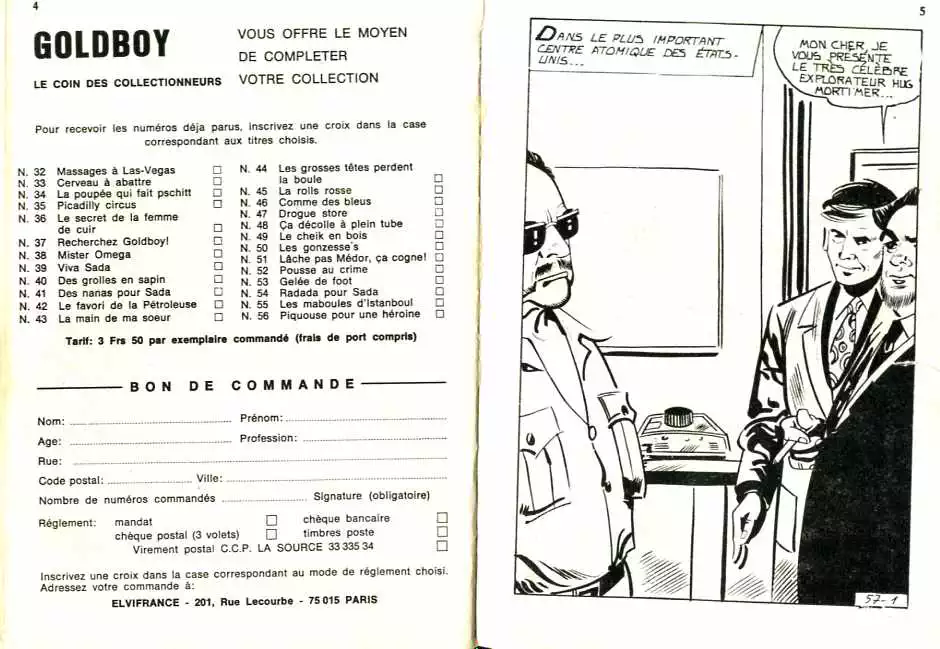 4
GOLDBOY
LE COIN DES COLLECTIONNEURS
VOUS OFFRE LE MOYEN
DE COMPLETER
VOTRE COLLECTION
Pour recevoir les numéros déja parus, inscrivez une croix dans la case
correspondant aux titres choisis.
N. 32 Massages à Las-Vegas
N. 33 Cerveau à abattre
N. 34 La poupée qui fait pschitt
N. 35 Picadilly circus
N. 36 Le secret de la femme
de cuir
N. 37 Recherchez Goldboy!
N. 38 Mister Omega
N. 39 Viva Sada
N. 40 Des grolles en sapin
N. 41 Des nanas pour Sada
N. 42 Le favori de la Pétroleuse
N. 43 La main de ma soeur
N. 44 Les grosses têtes perdent
la boule
N. 45 La rolls rosse
N. 46 Comme des bleus
N. 47 Drogue store
N. 48 Ça décolle à plein tube
N. 49 Le cheik en bois
N. 50 Les gonzesse's
N. 51 Lâche pas Médor, ça cogne!
N. 52 Pousse au crime
N. 53 Gelée de foot
N. 54 Radada pour Sada
N. 55 Les maboules d'Istanboul
N. 56 Piquouse pour une héroine
Tarif: 3 Frs 50 par exemplaire commandé (frais de port compris)
BON DE COMMANDE
Nom: Prénom:
Age: Profession:
Rue:
Code postal: Ville:
Nombre de numéros commandés Signature (obligatoire)
Réglement: mandat chèque bancaire
chèque postal (3 volets) timbres poste
Virement postal C.C.P. LA SOURCE 33 335 34
Inscrivez une croix dans la case correspondant au mode de réglement choisi.
Adressez votre commande à:
ELVIFRANCE - 201, Rue Lecourbe - 75 015 PARIS
5
DANS LE PLUS IMPORTANT
CENTRE ATOMIQUE DES ÉTATS-
UNIS...
MON CHER, JE
VOUS PRÉSENTE
LE TRÈS CÉLÈBRE
EXPLORATEUR HUG
MORTIMER...
57-1